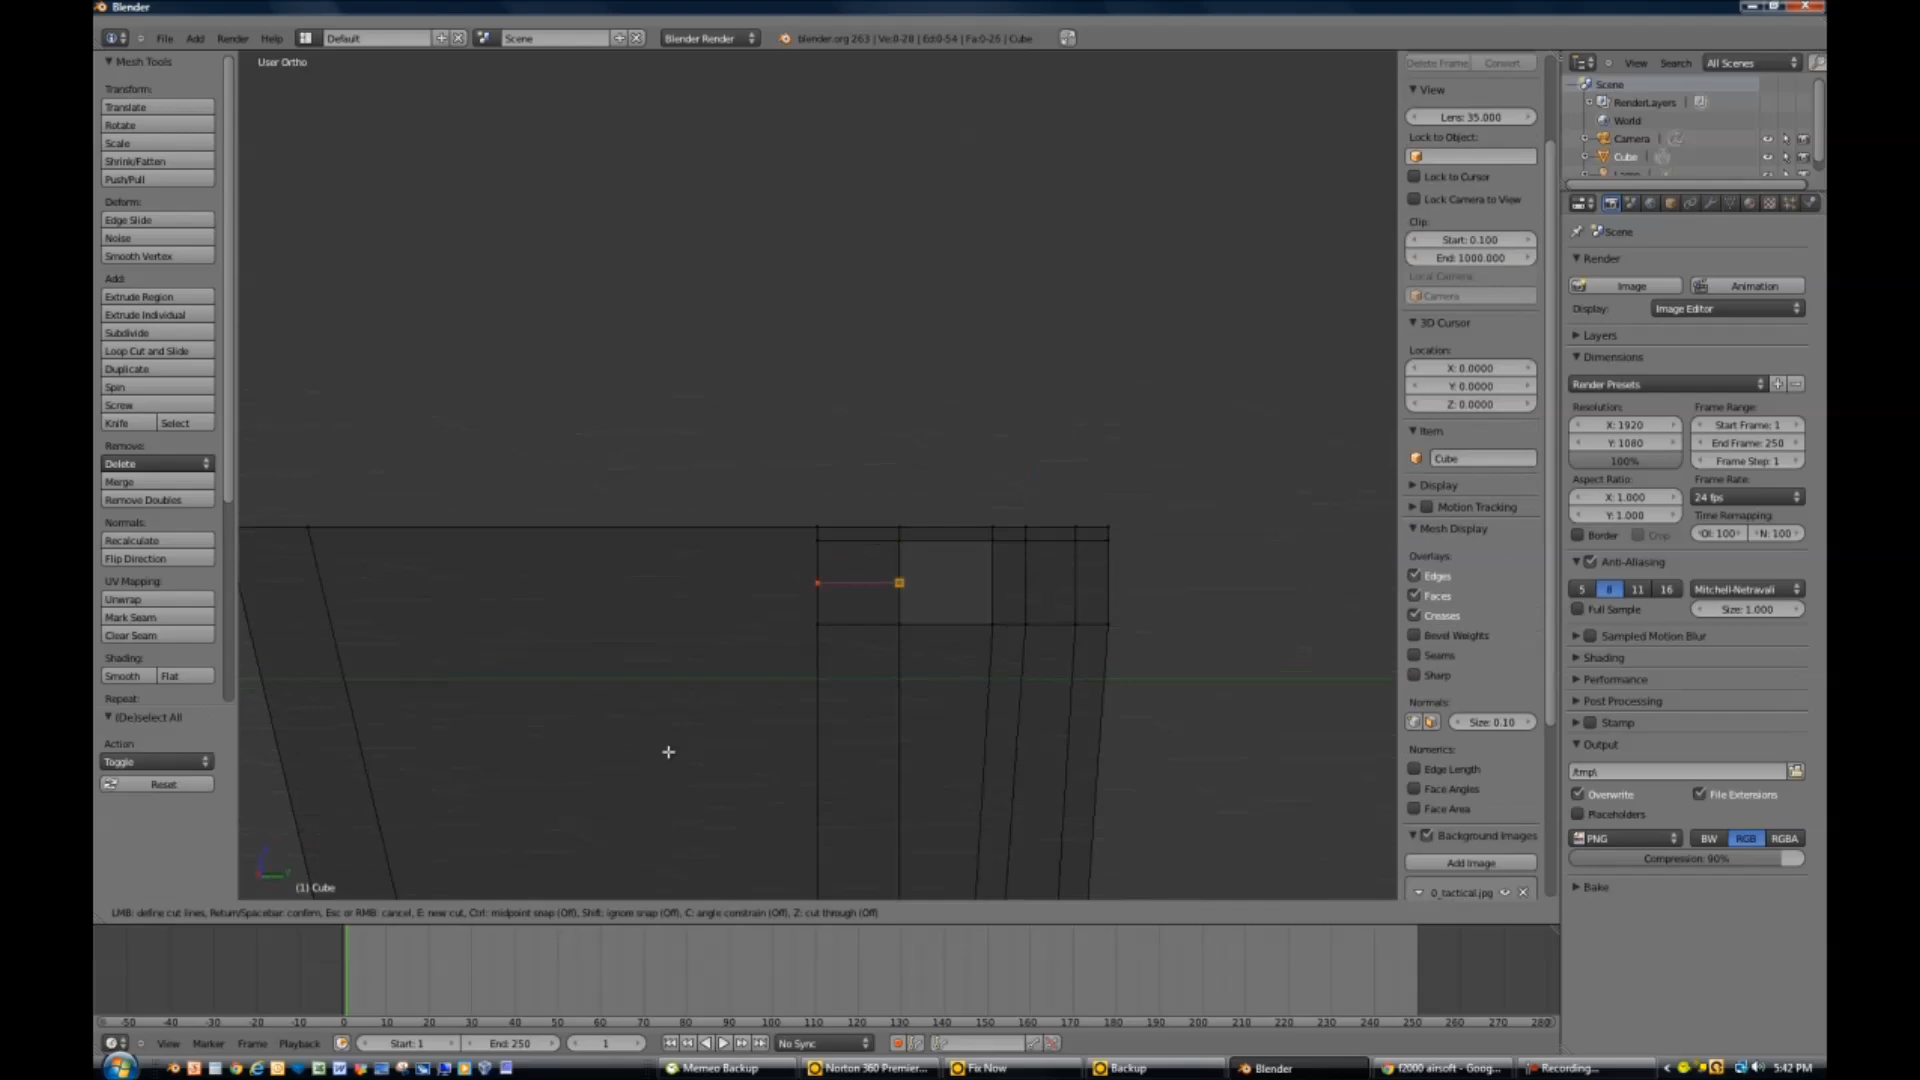 Blender
File Add Render Help Default Scene Blender Render blender.org 263 | Ve:0-28 | Ed:0-54 | Fa:0-26 | Cube
Mesh Tools
Transform:
Translate
Rotate
Scale
Shrink/Fatten
Push/Pull
Deform:
Edge Slide
Noise
Smooth Vertex
Add:
Extrude Region
Extrude Individual
Subdivide
Loop Cut and Slide
Duplicate
Spin
Screw
Knife Select
Remove:
Delete
Merge
Remove Doubles
Normals:
Recalculate
Flip Direction
UV Mapping:
Unwrap
Mark Seam
Clear Seam
Shading:
Smooth Flat
Repeat:
(De)select All
Action
Toggle
Reset
User Ortho
(1) Cube
LMB: define cut lines, Return/Spacebar: confirm, Esc or RMB: cancel, E: new cut, Ctrl: midpoint snap (Off), Shift: ignore snap (Off), C: angle constrain (Off), Z: cut through (Off)
Delete Frame Convert
View
Lens: 35.000
Lock to Object:
Lock to Cursor
Lock Camera to View
Clip:
Start: 0.100
End: 1000.000
Local Camera:
Camera
3D Cursor
Location:
X: 0.0000
Y: 0.0000
Z: 0.0000
Item
Cube
Display
Motion Tracking
Mesh Display
Overlays:
Edges
Faces
Creases
Bevel Weights
Seams
Sharp
Normals:
Size: 0.10
Numerics:
Edge Length
Face Angles
Face Area
Background Images
Add Image
0_tactical.jpg
View Search All Scenes
Scene
RenderLayers
World
Camera
Cube
Scene
Render
Image Animation
Display: Image Editor
Layers
Dimensions
Render Presets
Resolution: Frame Range:
X: 1920 Start Frame: 1
Y: 1080 End Frame: 250
100% Frame Step: 1
Aspect Ratio: Frame Rate:
X: 1.000 24 fps
Y: 1.000 Time Remapping:
Border Crop Ol: 100 N: 100
Anti-Aliasing
5 8 11 16 Mitchell-Netravali
Full Sample Size: 1.000
Sampled Motion Blur
Shading
Performance
Post Processing
Stamp
Output
/tmp\
Overwrite File Extensions
Placeholders
PNG BW RGB RGBA
Compression: 90%
Bake
-50 -40 -30 -20 -10 0 10 20 30 40 50 60 70 80 90 100 110 120 130 140 150 160 170 180 190 200 210 220 230 240 250 260 270 280
View Marker Frame Playback Start: 1 End: 250 1 No Sync
Memeo Backup Norton 360 Premier... Fix Now Backup Blender f2000 airsoft - Goog... Recording... 5:42 PM